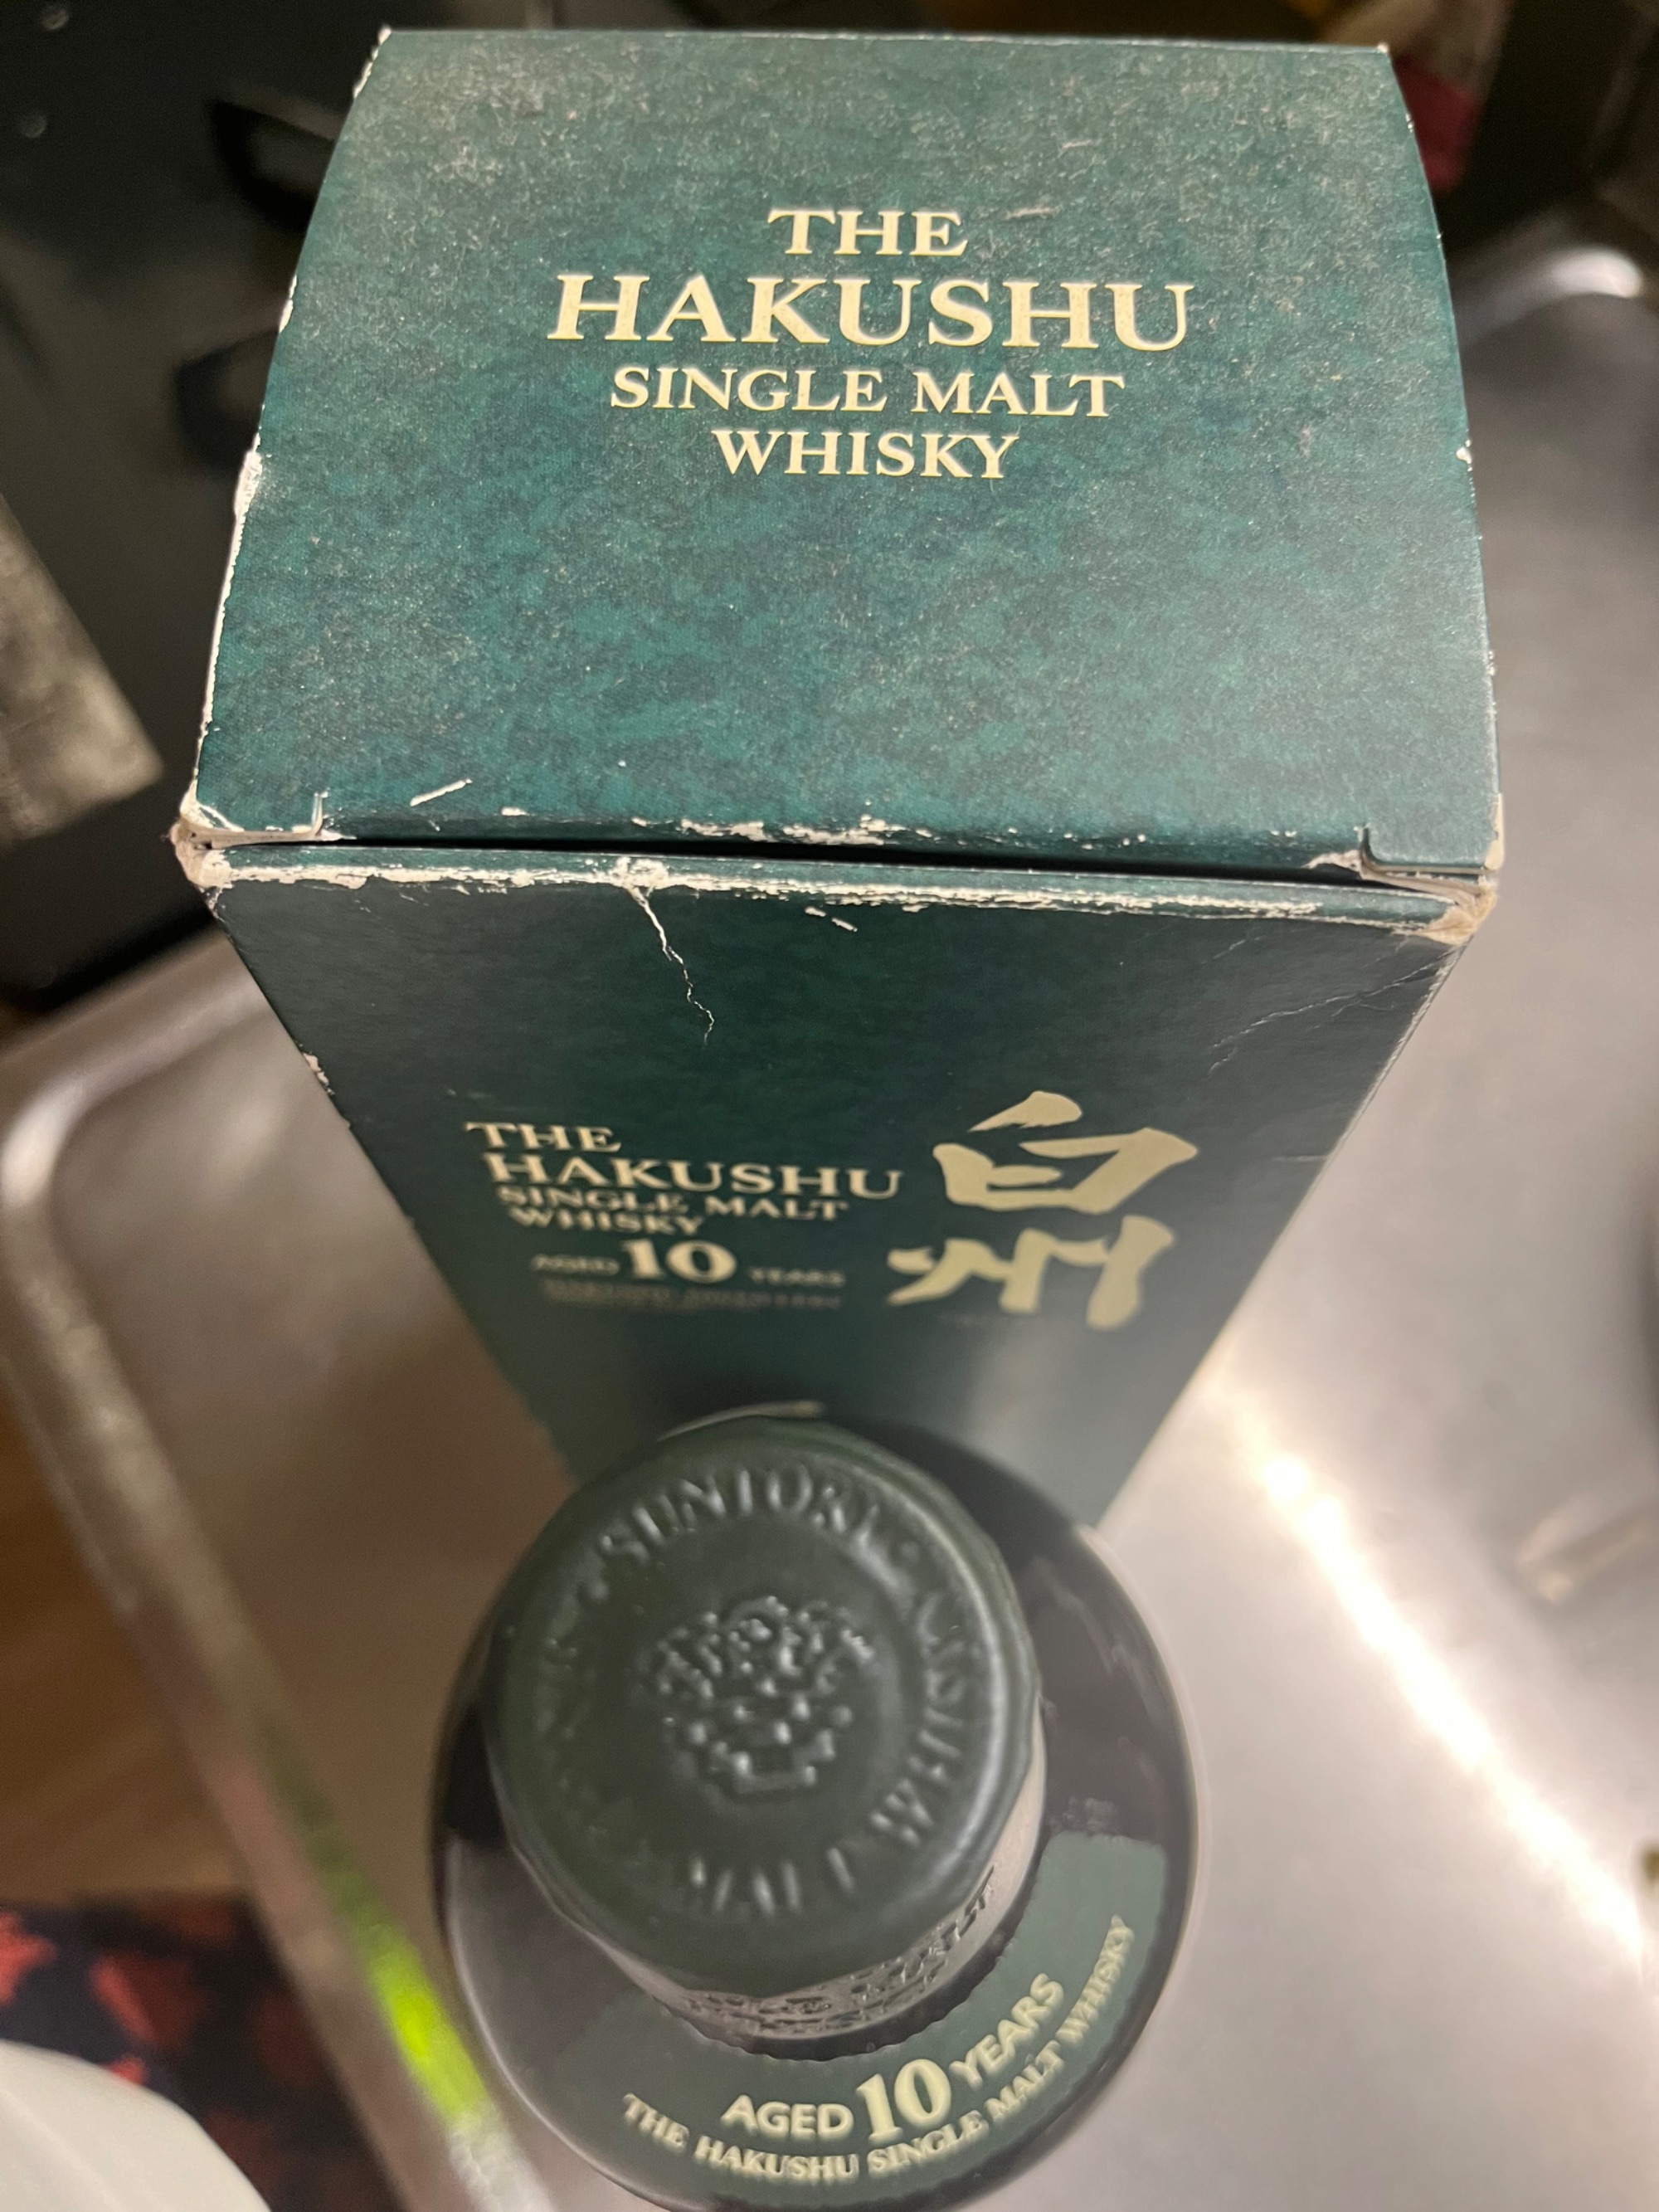 THE
HAKUSHU
SINGLE MALT
WHISKY
THE
HAKUSHU
SINGLE MALT
WHISKY
AGED 10 YEARS
白州
SUNTORY
MALT
AGED 10 YEARS
THE HAKUSHU SINGLE MALT WHISKY